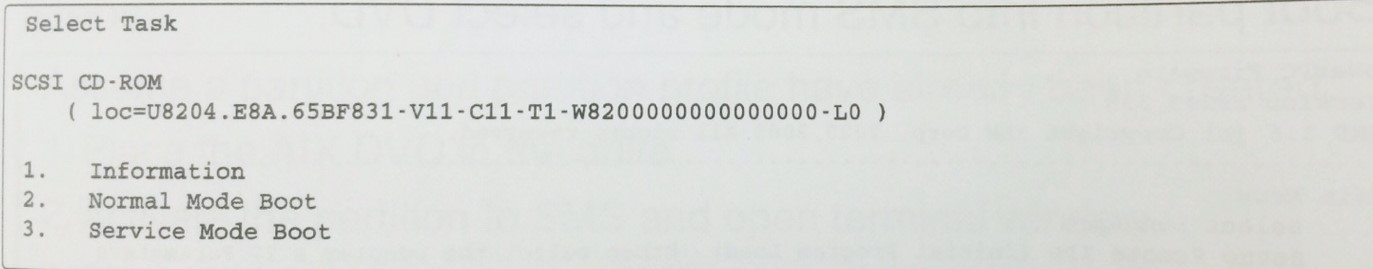 Select Task
SCSI CD-ROM
( loc=U8204.E8A.65BF831-V11-C11-T1-W8200000000000000-L0 )
1. Information
2. Normal Mode Boot
3. Service Mode Boot